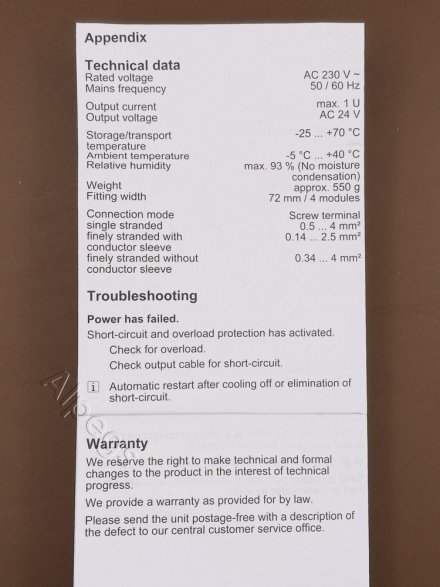 Appendix
Technical data
Rated voltage AC 230 V ~
Mains frequency 50 / 60 Hz
Output current max. 1 U
Output voltage AC 24 V
Storage/transport -25 ... +70 °C
temperature
Ambient temperature -5 °C ... +40 °C
Relative humidity max. 93 % (No moisture
condensation)
Weight approx. 550 g
Fitting width 72 mm / 4 modules
Connection mode Screw terminal
single stranded 0.5 ... 4 mm²
finely stranded with 0.14 ... 2.5 mm²
conductor sleeve
finely stranded without 0.34 ... 4 mm²
conductor sleeve
Troubleshooting
Power has failed.
Short-circuit and overload protection has activated.
Check for overload.
Check output cable for short-circuit.
i Automatic restart after cooling off or elimination of
short-circuit.
Warranty
We reserve the right to make technical and formal
changes to the product in the interest of technical
progress.
We provide a warranty as provided for by law.
Please send the unit postage-free with a description of
the defect to our central customer service office.